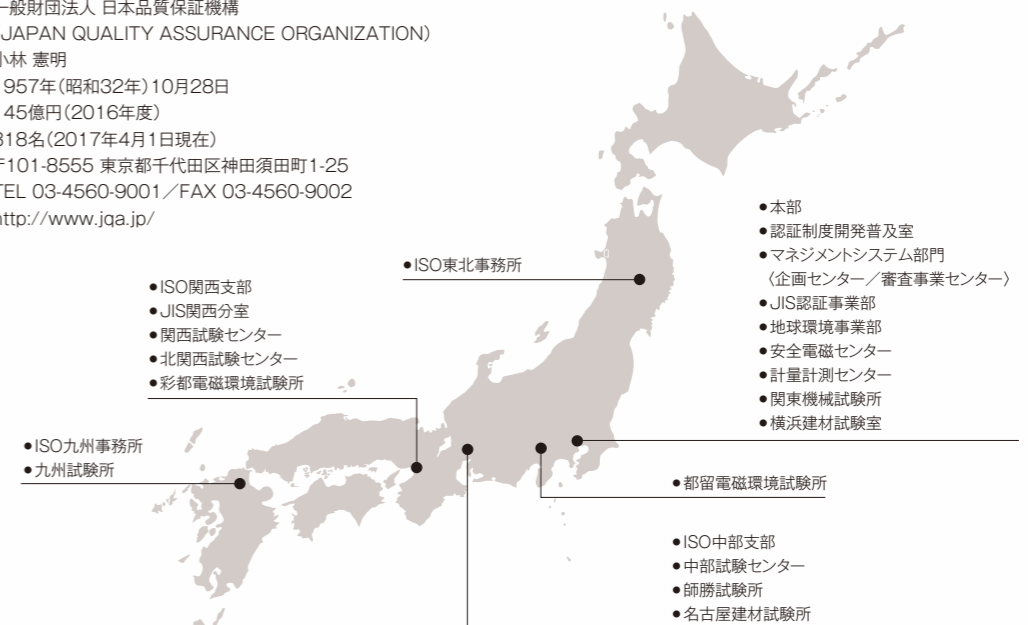 一般財団法人 日本品質保証機構
JAPAN QUALITY ASSURANCE ORGANIZATION）
小林 憲明
957年（昭和32年）10月28日
45億円（2016年度）
818名（2017年4月1日現在）
〒101-8555 東京都千代田区神田須田町1-25
TEL 03-4560-9001／FAX 03-4560-9002
http://www.jqa.jp/
●本部
●認証制度開発普及室
●マネジメントシステム部門
〈企画センター／審査事業センター〉
●JIS認証事業部
●地球環境事業部
●安全電磁センター
●計量計測センター
●関東機械試験所
●横浜建材試験室
●ISO東北事務所
●ISO関西支部
●JIS関西分室
●関西試験センター
●北関西試験センター
●彩都電磁環境試験所
●ISO九州事務所
●九州試験所
●都留電磁環境試験所
●ISO中部支部
●中部試験センター
●師勝試験所
●名古屋建材試験所